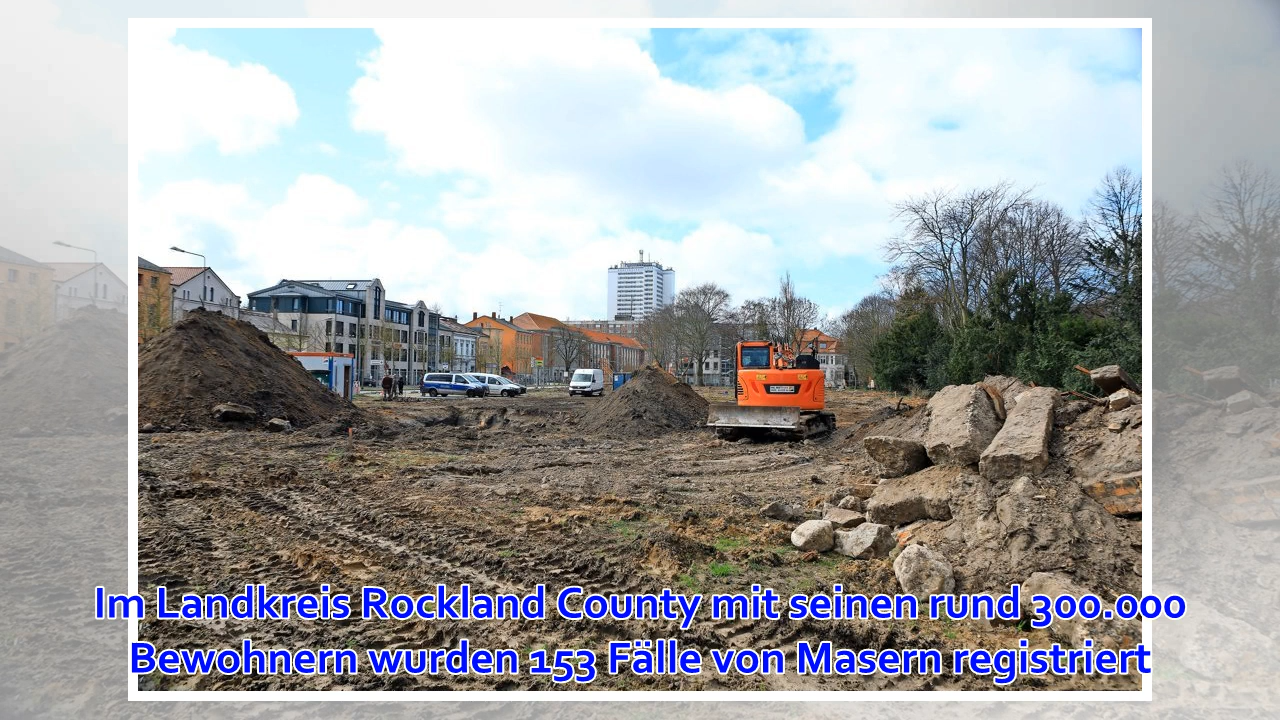 Im Landkreis Rockland County mit seinen rund 300.000
Bewohnern wurden 153 Fälle von Masern registriert